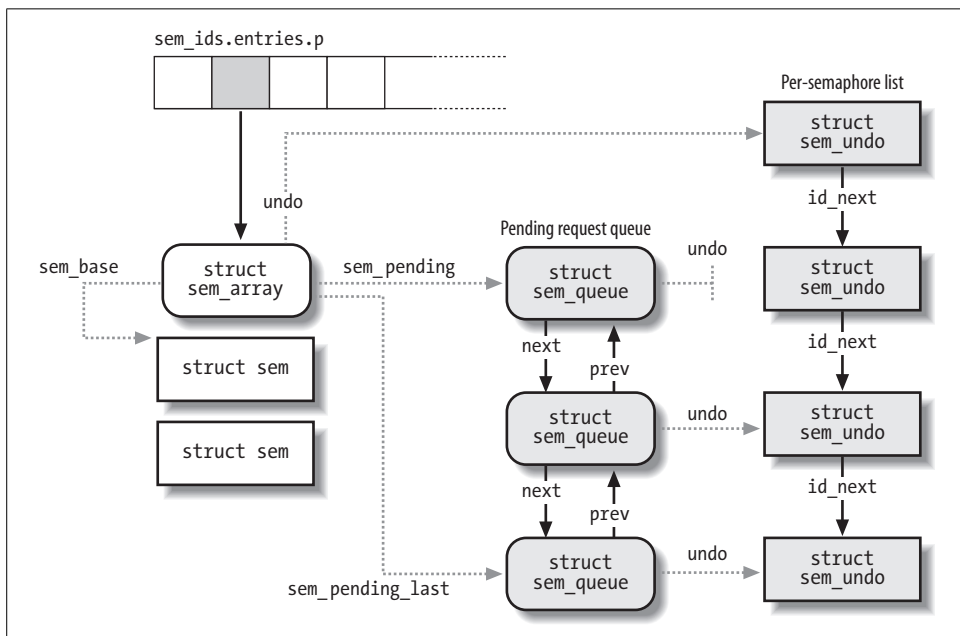 sem_ids.entries.p
Per-semaphore list
struct
sem_undo
id_next
undo
Pending request queue
sem_base
struct
sem_array
sem_pending
struct
sem_queue
undo
struct
sem_undo
struct sem
next
prev
id_next
struct sem
struct
sem_queue
undo
struct
sem_undo
next
prev
id_next
sem_pending_last
struct
sem_queue
undo
struct
sem_undo